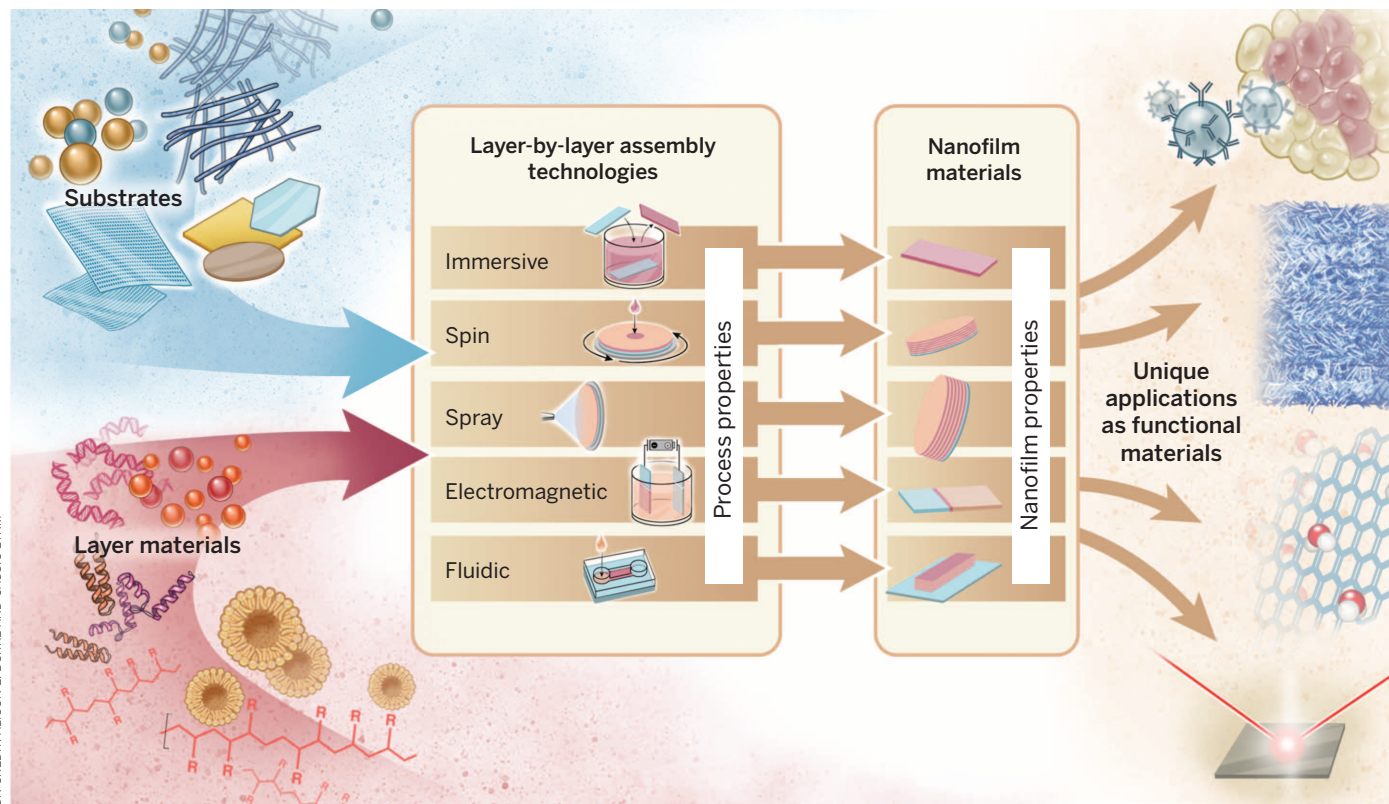 Substrates
Layer materials
Layer-by-layer assembly
technologies
Immersive
Spin
Spray
Electromagnetic
Fluidic
Process properties
Nanofilm
materials
Nanofilm properties
Unique
applications
as functional
materials
R
R
R
R
R
R
R
R
R
R
R
R